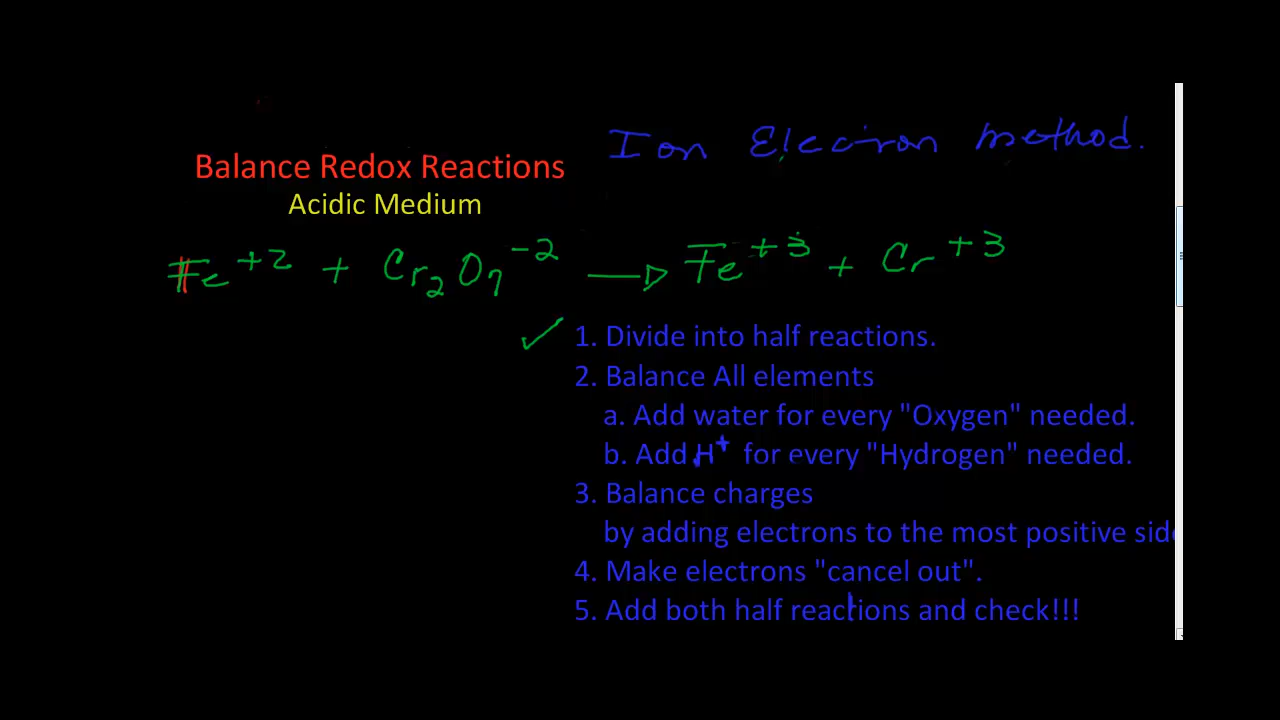 Ion Electron method.
Balance Redox Reactions
Acidic Medium
Fe⁺² + Cr₂O₇⁻² → Fe⁺³ + Cr⁺³
✓ 1. Divide into half reactions.
2. Balance All elements
a. Add water for every "Oxygen" needed.
b. Add H⁺ for every "Hydrogen" needed.
3. Balance charges
by adding electrons to the most positive side
4. Make electrons "cancel out".
5. Add both half reactions and check!!!